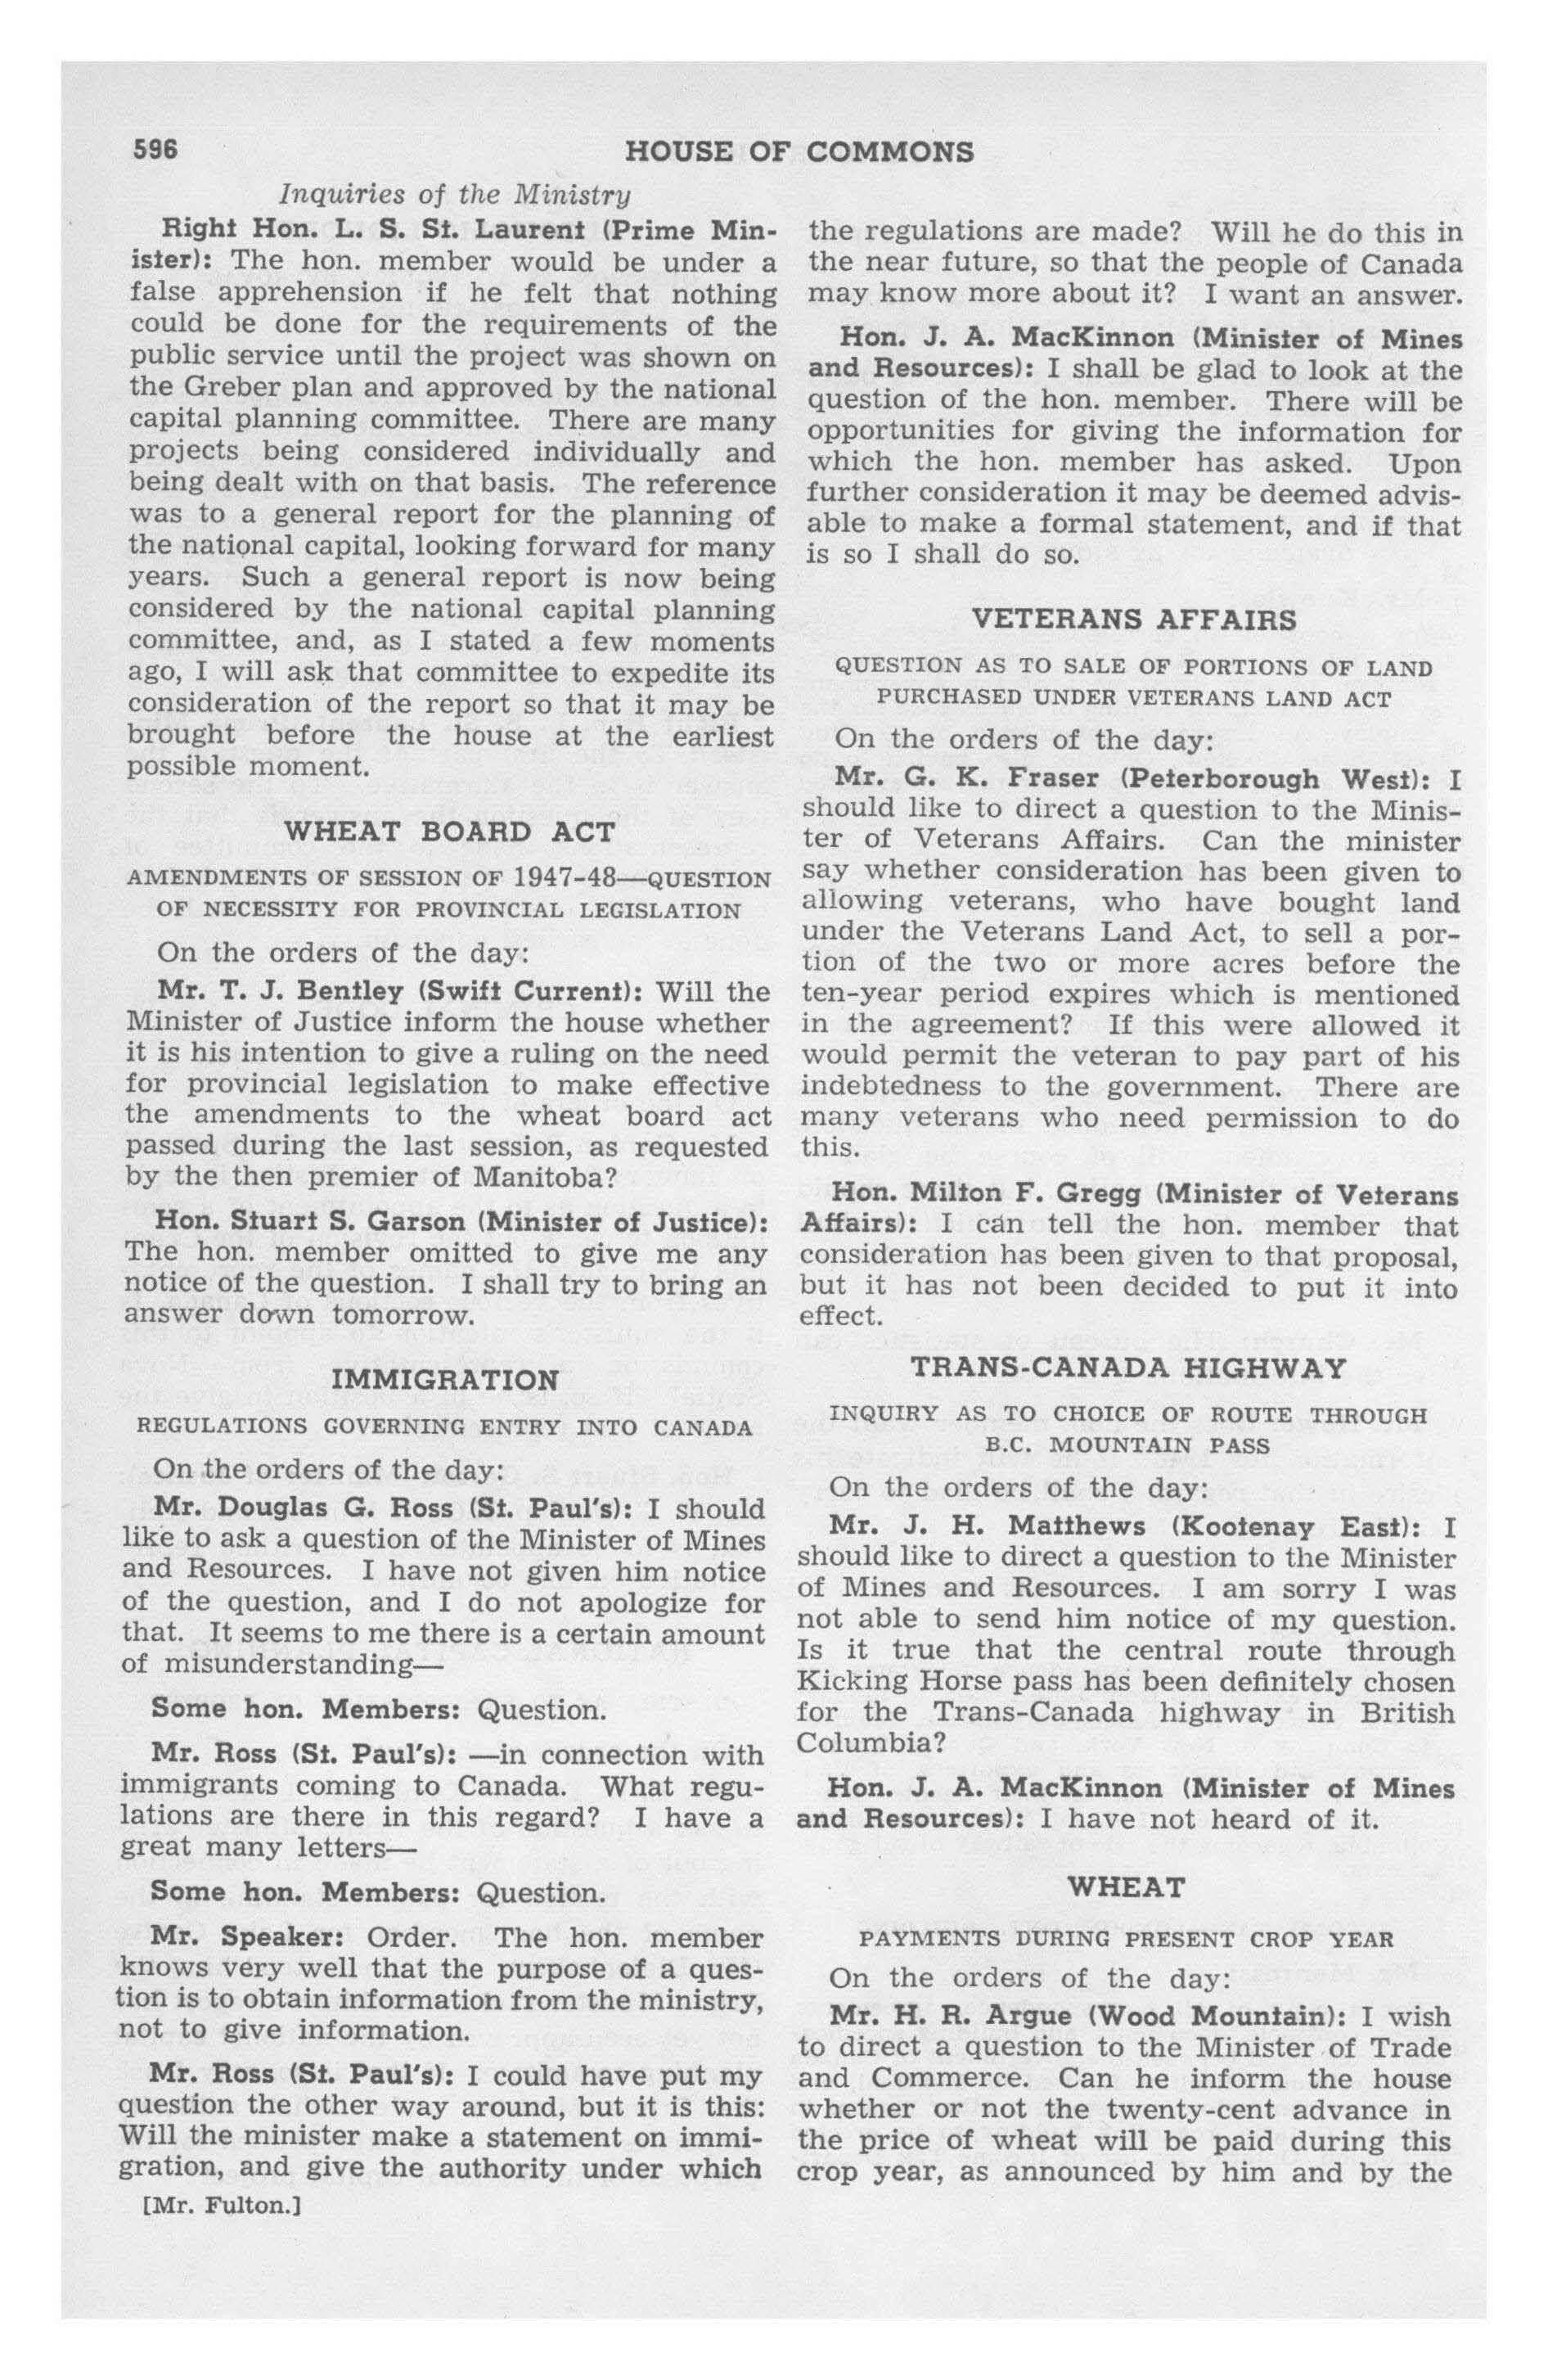 596
HOUSE OF COMMONS
Inquiries of the Ministry
Right Hon. L. S. St. Laurent (Prime Min-
ister): The hon. member would be under a
false apprehension if he felt that nothing
could be done for the requirements of the
public service until the project was shown on
the Greber plan and approved by the national
capital planning committee. There are many
projects being considered individually and
being dealt with on that basis. The reference
was to a general report for the planning of
the national capital, looking forward for many
years. Such a general report is now being
considered by the national capital planning
committee, and, as I stated a few moments
ago, I will ask that committee to expedite its
consideration of the report so that it may be
brought before the house at the earliest
possible moment.
WHEAT BOARD ACT
AMENDMENTS OF SESSION OF 1947-48—QUESTION
OF NECESSITY FOR PROVINCIAL LEGISLATION
On the orders of the day:
Mr. T. J. Bentley (Swift Current): Will the
Minister of Justice inform the house whether
it is his intention to give a ruling on the need
for provincial legislation to make effective
the amendments to the wheat board act
passed during the last session, as requested
by the then premier of Manitoba?
Hon. Stuart S. Garson (Minister of Justice):
The hon. member omitted to give me any
notice of the question. I shall try to bring an
answer down tomorrow.
IMMIGRATION
REGULATIONS GOVERNING ENTRY INTO CANADA
On the orders of the day:
Mr. Douglas G. Ross (St. Paul's): I should
like to ask a question of the Minister of Mines
and Resources. I have not given him notice
of the question, and I do not apologize for
that. It seems to me there is a certain amount
of misunderstanding—
Some hon. Members: Question.
Mr. Ross (St. Paul's): —in connection with
immigrants coming to Canada. What regu-
lations are there in this regard? I have a
great many letters—
Some hon. Members: Question.
Mr. Speaker: Order. The hon. member
knows very well that the purpose of a ques-
tion is to obtain information from the ministry,
not to give information.
Mr. Ross (St. Paul's): I could have put my
question the other way around, but it is this:
Will the minister make a statement on immi-
gration, and give the authority under which
[Mr. Fulton.]
the regulations are made? Will he do this in
the near future, so that the people of Canada
may know more about it? I want an answer.
Hon. J. A. MacKinnon (Minister of Mines
and Resources): I shall be glad to look at the
question of the hon. member. There will be
opportunities for giving the information for
which the hon. member has asked. Upon
further consideration it may be deemed advis-
able to make a formal statement, and if that
is so I shall do so.
VETERANS AFFAIRS
QUESTION AS TO SALE OF PORTIONS OF LAND
PURCHASED UNDER VETERANS LAND ACT
On the orders of the day:
Mr. G. K. Fraser (Peterborough West): I
should like to direct a question to the Minis-
ter of Veterans Affairs. Can the minister
say whether consideration has been given to
allowing veterans, who have bought land
under the Veterans Land Act, to sell a por-
tion of the two or more acres before the
ten-year period expires which is mentioned
in the agreement? If this were allowed it
would permit the veteran to pay part of his
indebtedness to the government. There are
many veterans who need permission to do
this.
Hon. Milton F. Gregg (Minister of Veterans
Affairs): I can tell the hon. member that
consideration has been given to that proposal,
but it has not been decided to put it into
effect.
TRANS-CANADA HIGHWAY
INQUIRY AS TO CHOICE OF ROUTE THROUGH
B.C. MOUNTAIN PASS
On the orders of the day:
Mr. J. H. Matthews (Kootenay East): I
should like to direct a question to the Minister
of Mines and Resources. I am sorry I was
not able to send him notice of my question.
Is it true that the central route through
Kicking Horse pass has been definitely chosen
for the Trans-Canada highway in British
Columbia?
Hon. J. A. MacKinnon (Minister of Mines
and Resources): I have not heard of it.
WHEAT
PAYMENTS DURING PRESENT CROP YEAR
On the orders of the day:
Mr. H. R. Argue (Wood Mountain): I wish
to direct a question to the Minister of Trade
and Commerce. Can he inform the house
whether or not the twenty-cent advance in
the price of wheat will be paid during this
crop year, as announced by him and by the